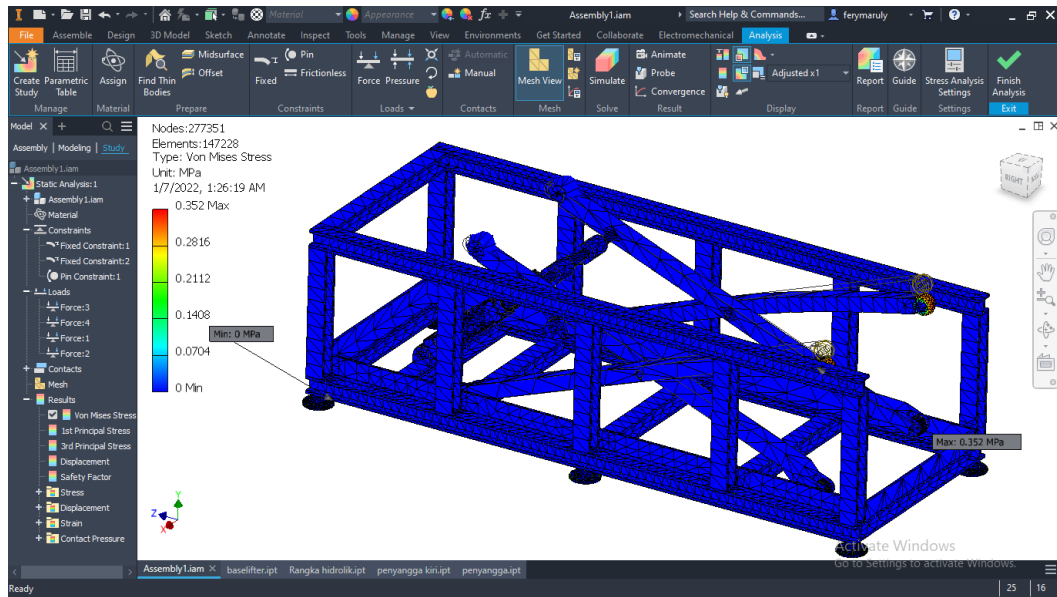 Material
Appearance
fx
Assembly1.iam
Search Help & Commands...
ferymaruly
File Assemble Design 3D Model Sketch Annotate Inspect Tools Manage View Environments Get Started Collaborate Electromechanical Analysis
Create Study
Parametric Table
Assign
Find Thin Bodies
Midsurface
Offset
Fixed
Pin
Frictionless
Force
Pressure
Automatic
Manual
Mesh View
Simulate
Animate
Probe
Convergence
Adjusted x1
Report
Guide
Stress Analysis Settings
Finish Analysis
Manage Material Prepare Constraints Loads Contacts Mesh Solve Result Display Report Guide Settings Exit
Model
Assembly | Modeling | Study
Assembly1.iam
Static Analysis:1
Assembly1.iam
Material
Constraints
Fixed Constraint:1
Fixed Constraint:2
Pin Constraint:1
Loads
Force:3
Force:4
Force:1
Force:2
Contacts
Mesh
Results
Von Mises Stress
1st Principal Stress
3rd Principal Stress
Displacement
Safety Factor
Stress
Displacement
Strain
Contact Pressure
Nodes:277351
Elements:147228
Type: Von Mises Stress
Unit: MPa
1/7/2022, 1:26:19 AM
0.352 Max
0.2816
0.2112
0.1408
0.0704
0 Min
Min: 0 MPa
Max: 0.352 MPa
RIGHT
Y
Z
X
Activate Windows
Go to Settings to activate Windows.
Assembly1.iam baselifter.ipt Rangka hidrolik.ipt penyangga kiri.ipt penyangga.ipt
Ready
25 16